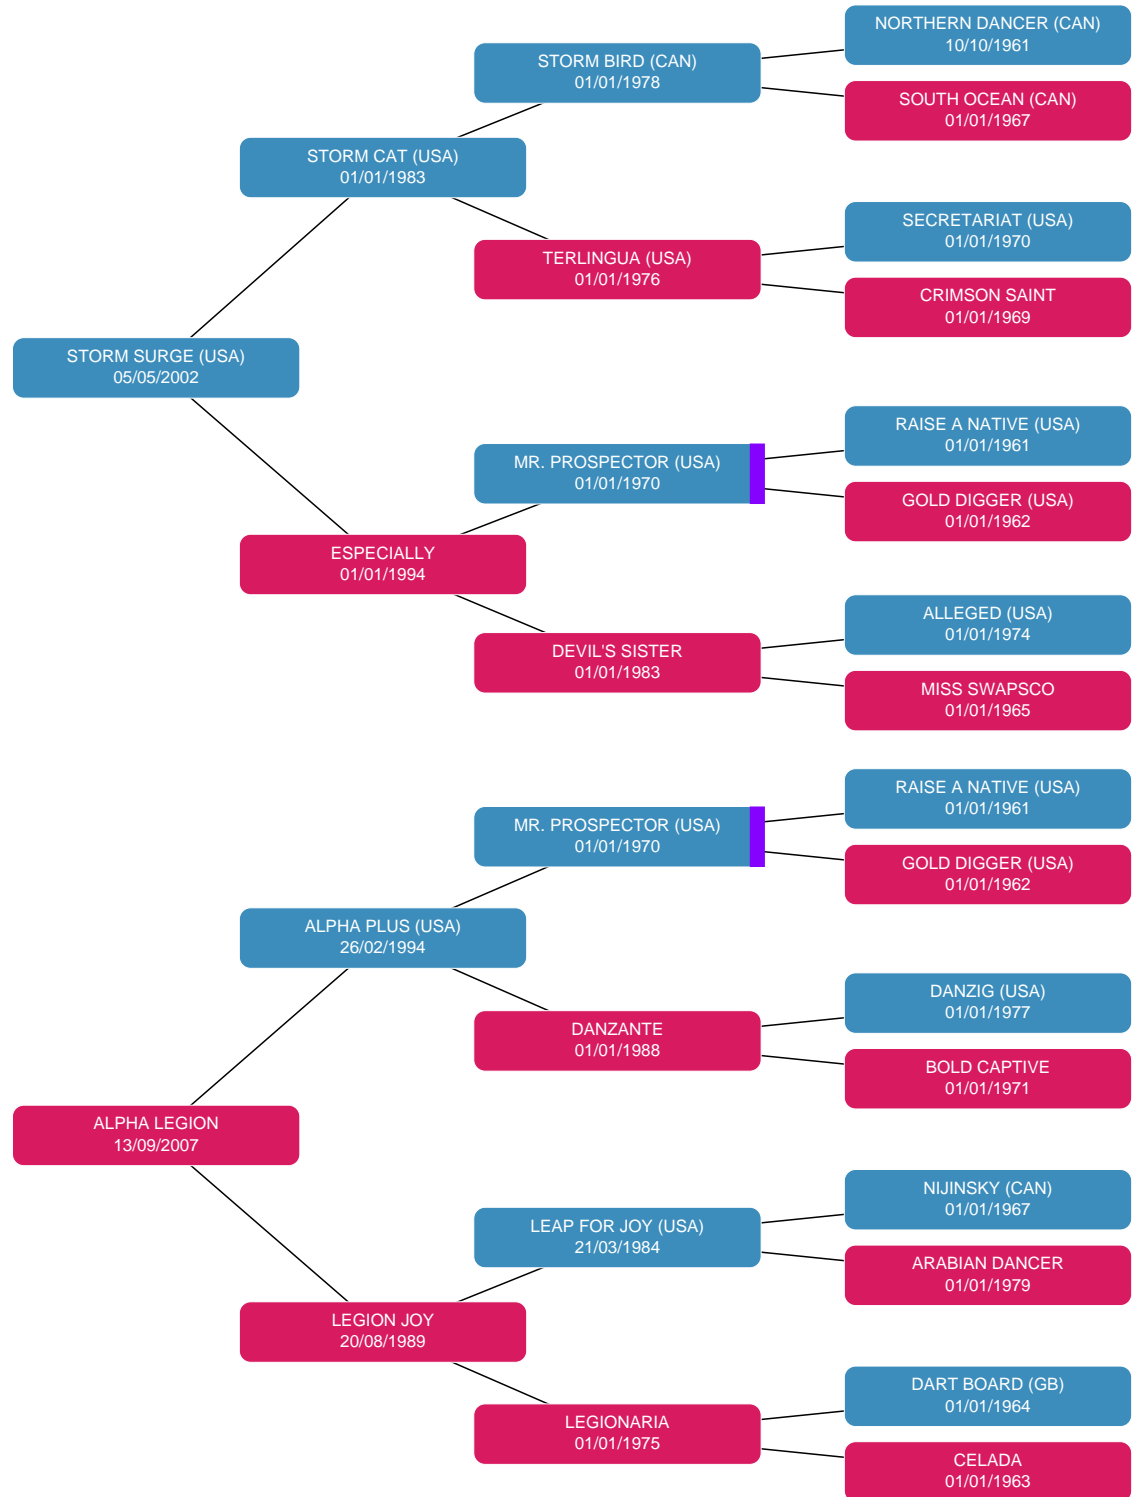 NORTHERN DANCER (CAN)
10/10/1961
STORM BIRD (CAN)
01/01/1978
SOUTH OCEAN (CAN)
01/01/1967
STORM CAT (USA)
01/01/1983
SECRETARIAT (USA)
01/01/1970
TERLINGUA (USA)
01/01/1976
CRIMSON SAINT
01/01/1969
STORM SURGE (USA)
05/05/2002
RAISE A NATIVE (USA)
01/01/1961
MR. PROSPECTOR (USA)
01/01/1970
GOLD DIGGER (USA)
01/01/1962
ESPECIALLY
01/01/1994
ALLEGED (USA)
01/01/1974
DEVIL'S SISTER
01/01/1983
MISS SWAPSCO
01/01/1965
RAISE A NATIVE (USA)
01/01/1961
MR. PROSPECTOR (USA)
01/01/1970
GOLD DIGGER (USA)
01/01/1962
ALPHA PLUS (USA)
26/02/1994
DANZIG (USA)
01/01/1977
DANZANTE
01/01/1988
BOLD CAPTIVE
01/01/1971
ALPHA LEGION
13/09/2007
NIJINSKY (CAN)
01/01/1967
LEAP FOR JOY (USA)
21/03/1984
ARABIAN DANCER
01/01/1979
LEGION JOY
20/08/1989
DART BOARD (GB)
01/01/1964
LEGIONARIA
01/01/1975
CELADA
01/01/1963